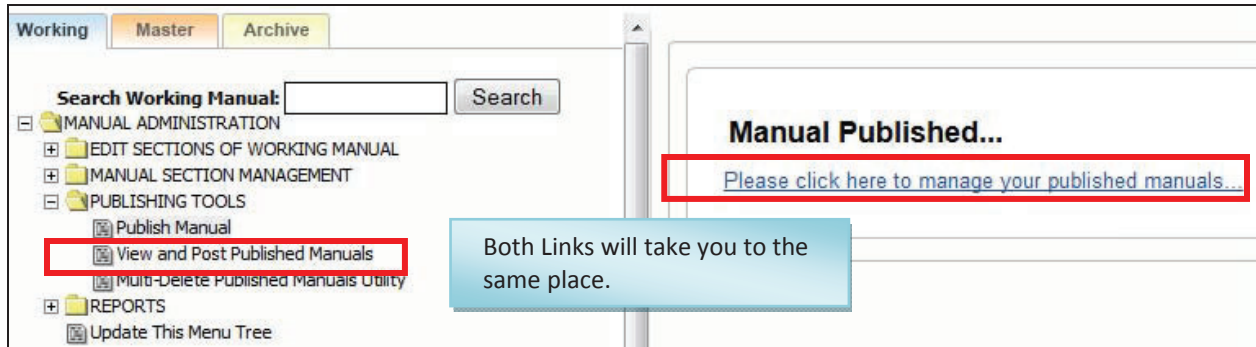 Working Master Archive
Search Working Manual: Search
MANUAL ADMINISTRATION
EDIT SECTIONS OF WORKING MANUAL
MANUAL SECTION MANAGEMENT
PUBLISHING TOOLS
Publish Manual
View and Post Published Manuals
Multi-Delete Published Manuals Utility
REPORTS
Update This Menu Tree
Manual Published...
Please click here to manage your published manuals...
Both Links will take you to the
same place.